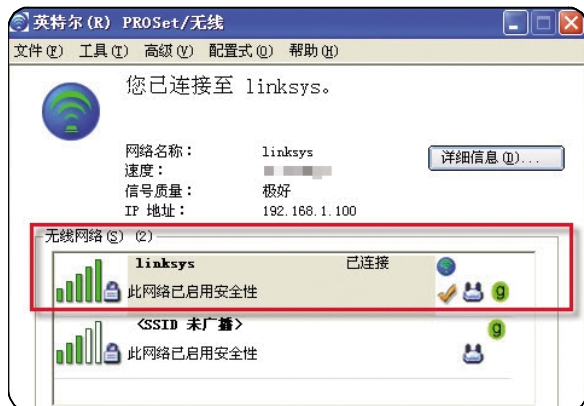 英特尔(R) PROSet/无线
文件(F) 工具(T) 高级(V) 配置式(O) 帮助(H)
您已连接至 linksys。
网络名称： linksys
速度：
信号质量： 极好
IP 地址： 192.168.1.100
详细信息(D)...
无线网络(S) (2)
linksys 已连接
此网络已启用安全性
g
<SSID 未广播>
g
此网络已启用安全性